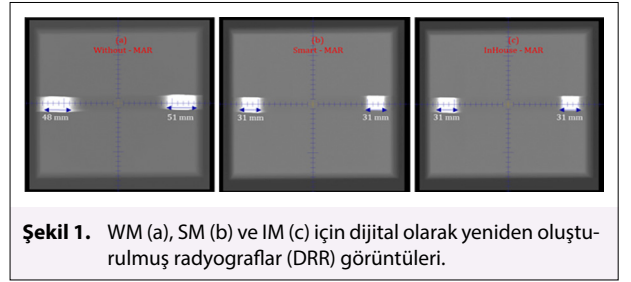 (a)
Without - MAR
48 mm
51 mm
(b)
Smart - MAR
31 mm
31 mm
(c)
InHouse - MAR
31 mm
31 mm
Şekil 1. WM (a), SM (b) ve IM (c) için dijital olarak yeniden oluştu-
rulmuş radyograflar (DRR) görüntüleri.